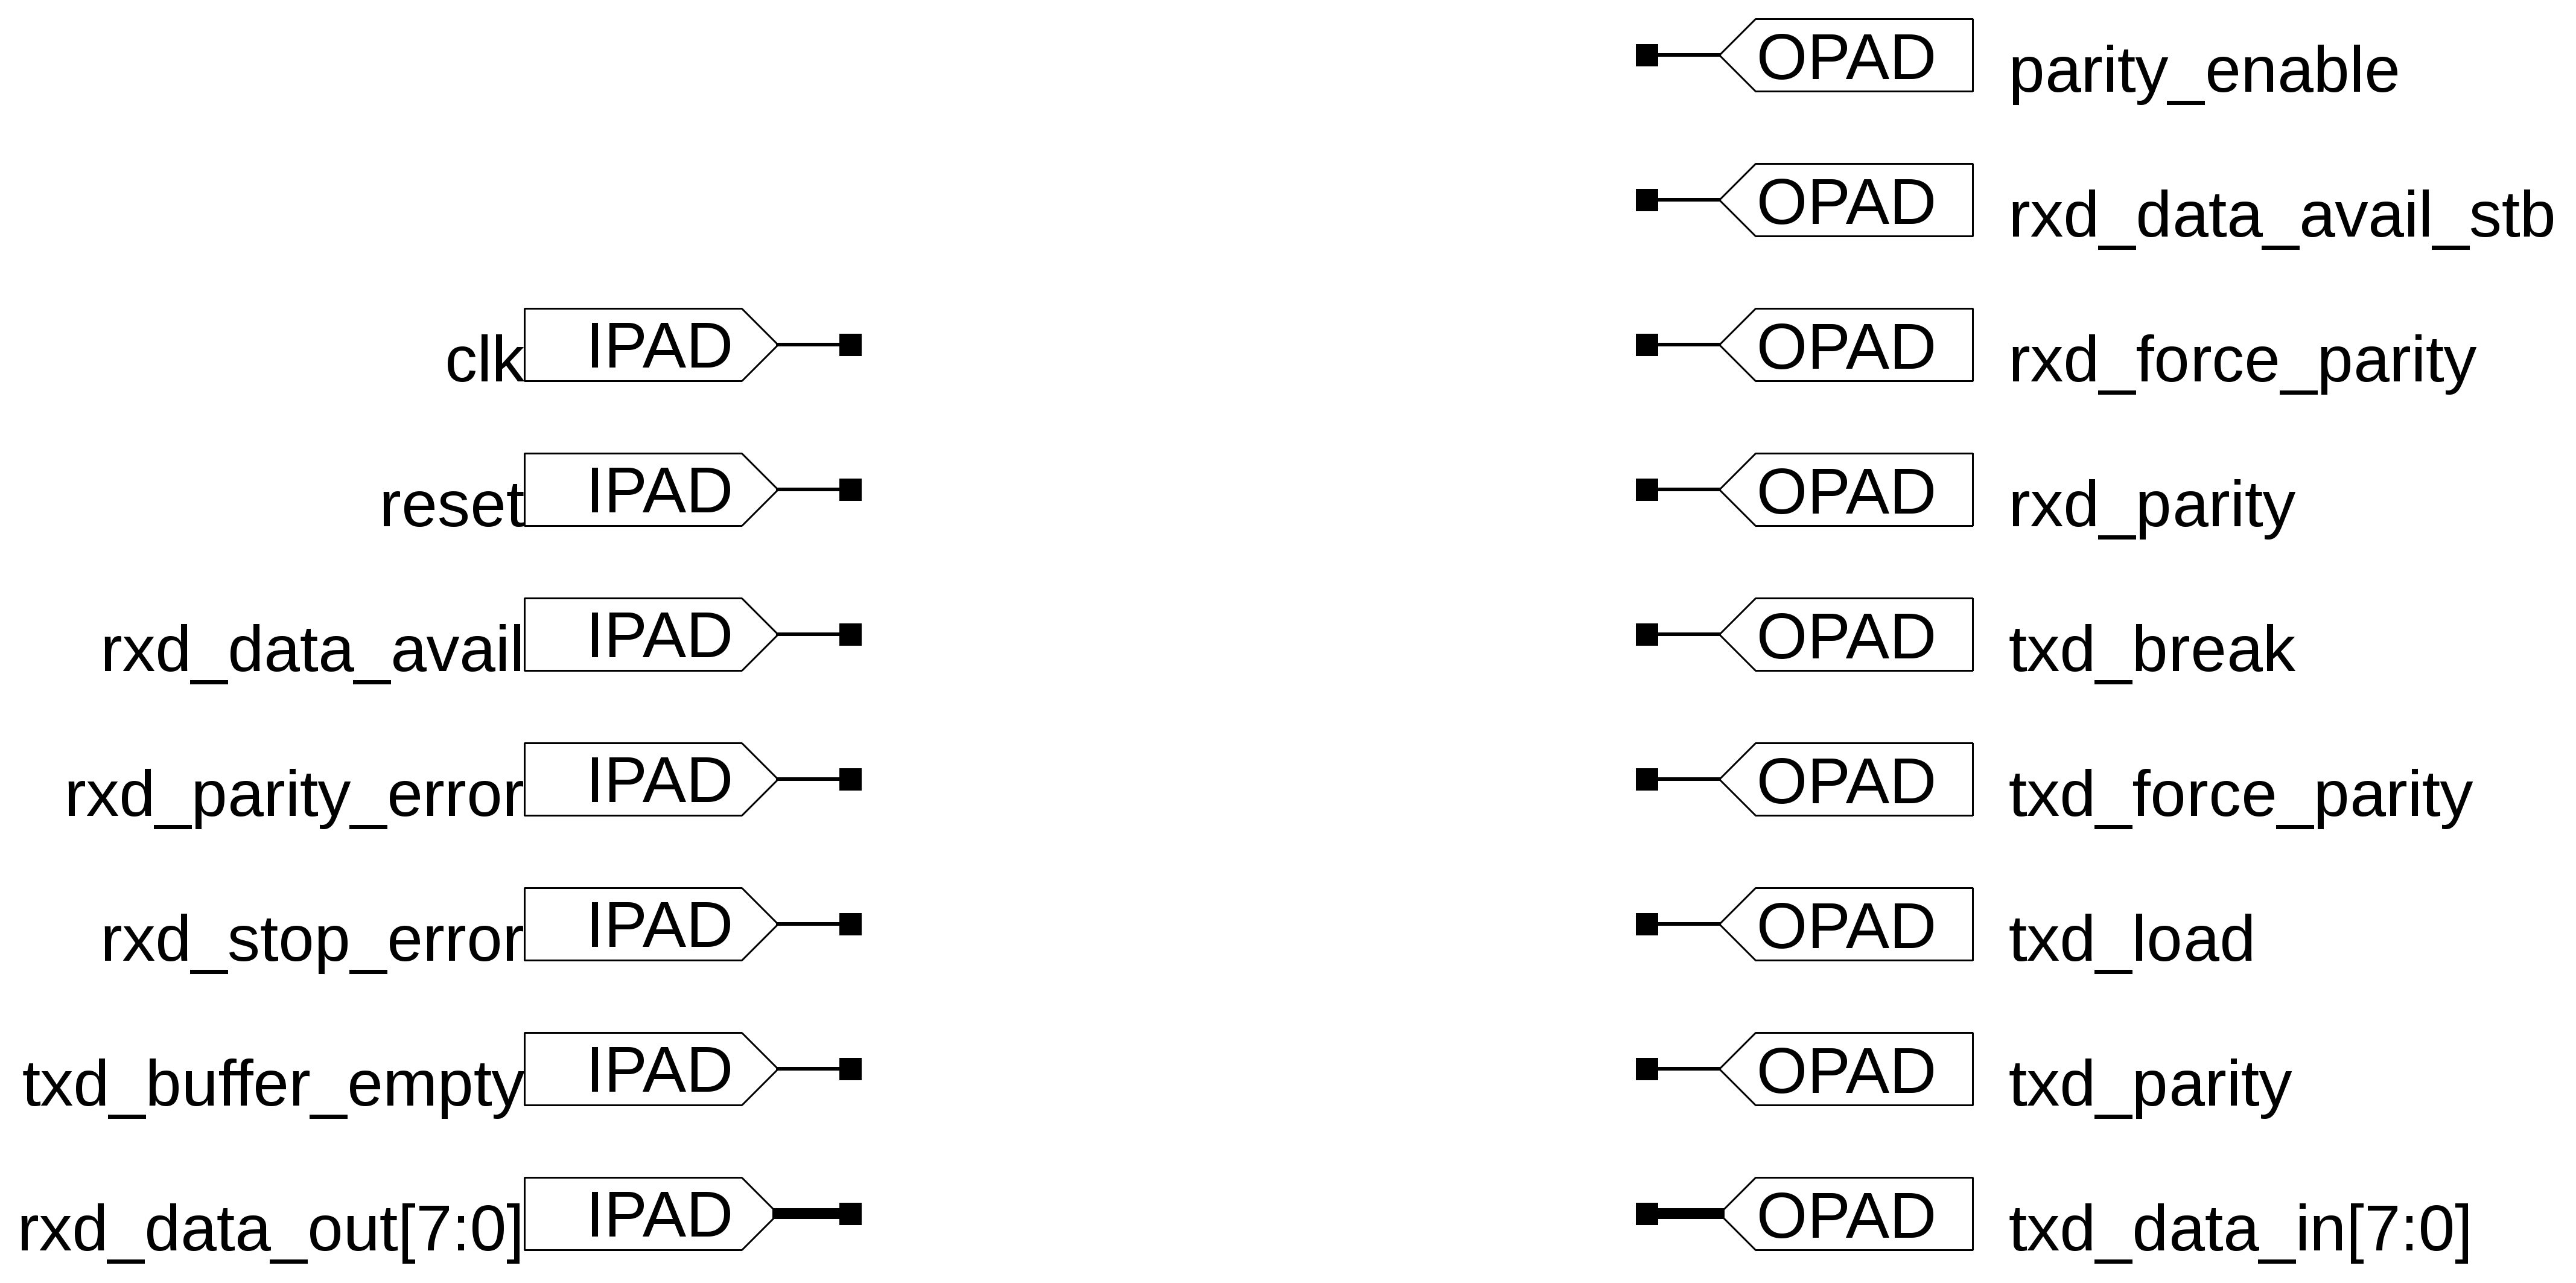 OPAD parity_enable
OPAD rxd_data_avail_stb
clk IPAD OPAD rxd_force_parity
reset IPAD OPAD rxd_parity
rxd_data_avail IPAD OPAD txd_break
rxd_parity_error IPAD OPAD txd_force_parity
rxd_stop_error IPAD OPAD txd_load
txd_buffer_empty IPAD OPAD txd_parity
rxd_data_out[7:0] IPAD OPAD txd_data_in[7:0]